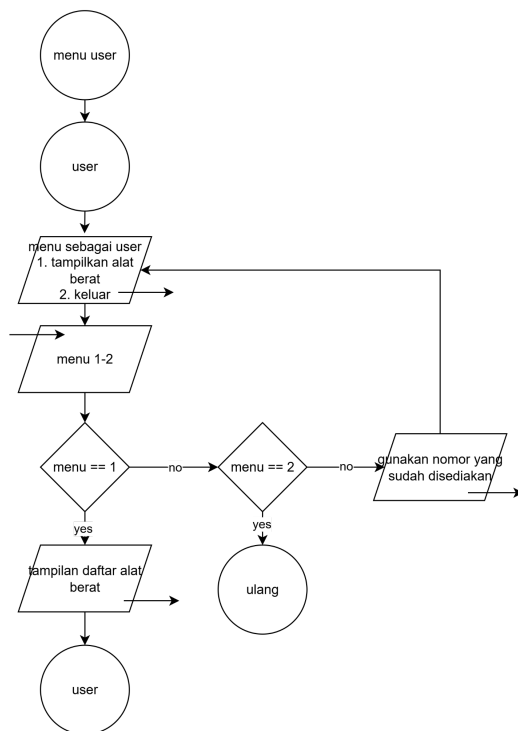 menu user
user
menu sebagai user
1. tampilkan alat
berat
2. keluar
menu 1-2
menu == 1
no
menu == 2
no
gunakan nomor yang
sudah disediakan
yes
yes
tampilan daftar alat
berat
ulang
user